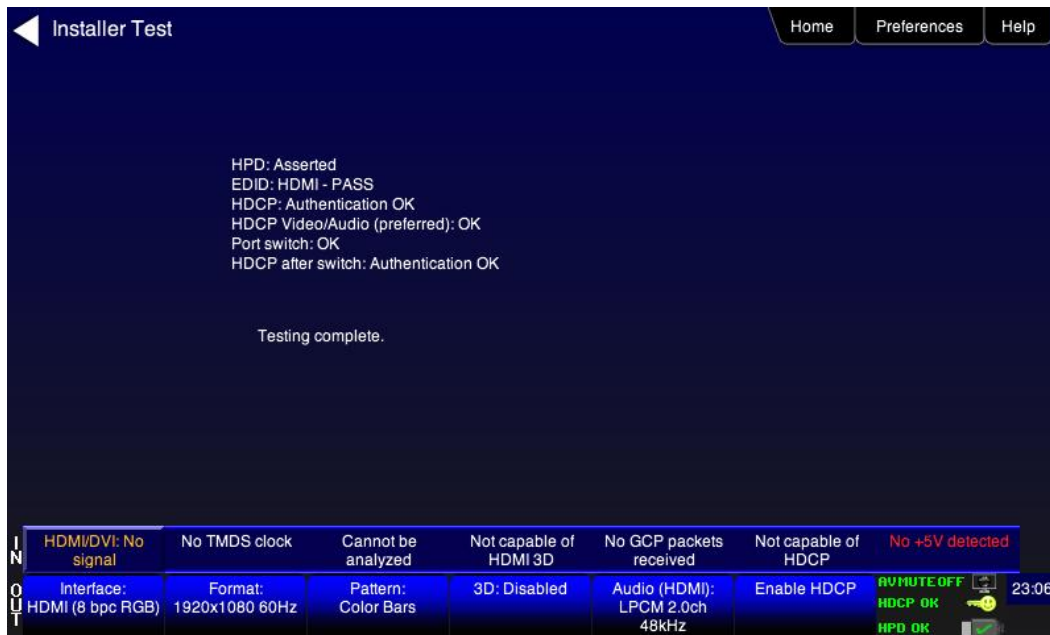 Installer Test
Home
Preferences
Help
HPD: Asserted
EDID: HDMI - PASS
HDCP: Authentication OK
HDCP Video/Audio (preferred): OK
Port switch: OK
HDCP after switch: Authentication OK
Testing complete.
IN
HDMI/DVI: No
signal
No TMDS clock
Cannot be
analyzed
Not capable of
HDMI 3D
No GCP packets
received
Not capable of
HDCP
No +5V detected
OUT
Interface:
HDMI (8 bpc RGB)
Format:
1920x1080 60Hz
Pattern:
Color Bars
3D: Disabled
Audio (HDMI):
LPCM 2.0ch
48kHz
Enable HDCP
AVMUTE OFF
HDCP OK
HPD OK
23:06